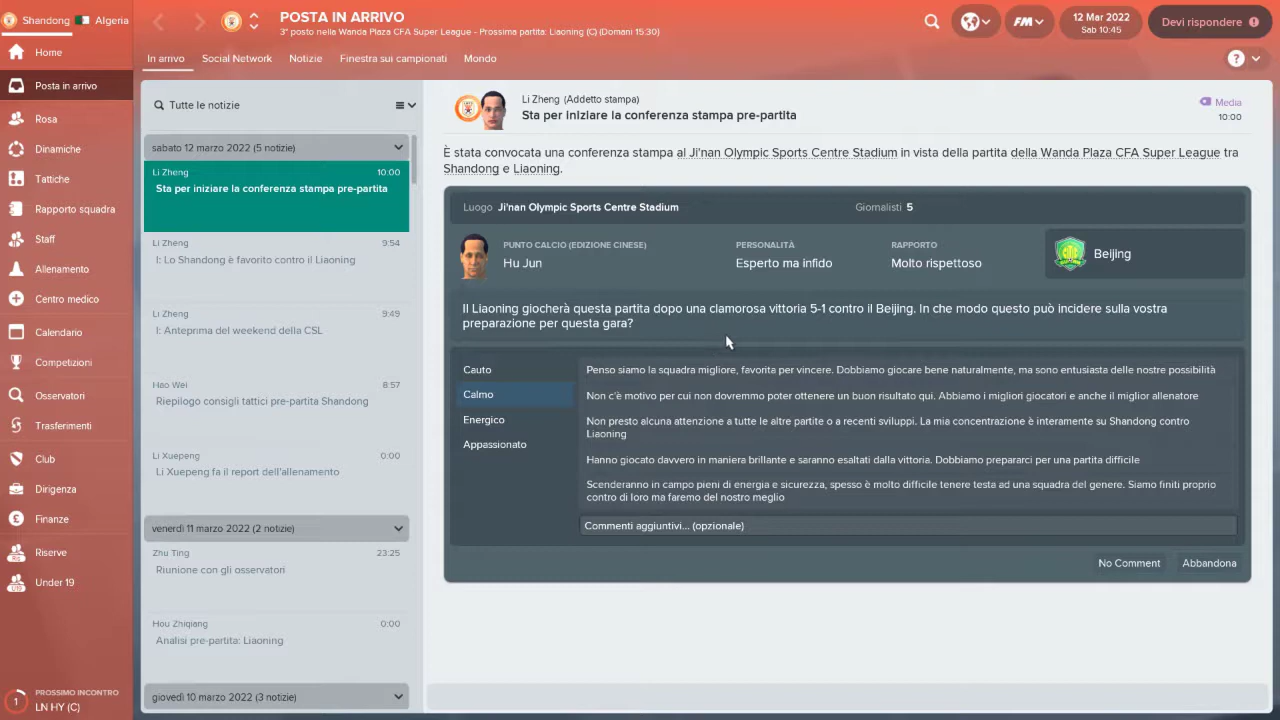 Shandong
Algeria
POSTA IN ARRIVO
3° posto nella Wanda Plaza CFA Super League - Prossima partita: Liaoning (C) (Domani 15:30)
FM
12 Mar 2022
Sab 10:45
Devi rispondere
In arrivo
Social Network
Notizie
Finestra sui campionati
Mondo
?
Home
Posta in arrivo
Rosa
Dinamiche
Tattiche
Rapporto squadra
Staff
Allenamento
Centro medico
Calendario
Competizioni
Osservatori
Trasferimenti
Club
Dirigenza
Finanze
Riserve
Under 19
1
PROSSIMO INCONTRO
LN HY (C)
Tutte le notizie
sabato 12 marzo 2022 (5 notizie)
Li Zheng 10:00
Sta per iniziare la conferenza stampa pre-partita
Li Zheng 9:54
I: Lo Shandong è favorito contro il Liaoning
Li Zheng 9:49
I: Anteprima del weekend della CSL
Hao Wei 8:57
Riepilogo consigli tattici pre-partita Shandong
Li Xuepeng 0:00
Li Xuepeng fa il report dell'allenamento
venerdì 11 marzo 2022 (2 notizie)
Zhu Ting 23:25
Riunione con gli osservatori
Hou Zhiqiang 0:00
Analisi pre-partita: Liaoning
giovedì 10 marzo 2022 (3 notizie)
Li Zheng (Addetto stampa)
Sta per iniziare la conferenza stampa pre-partita
Media
10:00
È stata convocata una conferenza stampa al Ji'nan Olympic Sports Centre Stadium in vista della partita della Wanda Plaza CFA Super League tra
Shandong e Liaoning.
Luogo Ji'nan Olympic Sports Centre Stadium
Giornalisti 5
PUNTO CALCIO (EDIZIONE CINESE)
Hu Jun
PERSONALITÀ
Esperto ma infido
RAPPORTO
Molto rispettoso
Beijing
Il Liaoning giocherà questa partita dopo una clamorosa vittoria 5-1 contro il Beijing. In che modo questo può incidere sulla vostra
preparazione per questa gara?
Cauto
Calmo
Energico
Appassionato
Penso siamo la squadra migliore, favorita per vincere. Dobbiamo giocare bene naturalmente, ma sono entusiasta delle nostre possibilità
Non c'è motivo per cui non dovremmo poter ottenere un buon risultato qui. Abbiamo i migliori giocatori e anche il miglior allenatore
Non presto alcuna attenzione a tutte le altre partite o a recenti sviluppi. La mia concentrazione è interamente su Shandong contro
Liaoning
Hanno giocato davvero in maniera brillante e saranno esaltati dalla vittoria. Dobbiamo prepararci per una partita difficile
Scenderanno in campo pieni di energia e sicurezza, spesso è molto difficile tenere testa ad una squadra del genere. Siamo finiti proprio
contro di loro ma faremo del nostro meglio
Commenti aggiuntivi... (opzionale)
No Comment
Abbandona